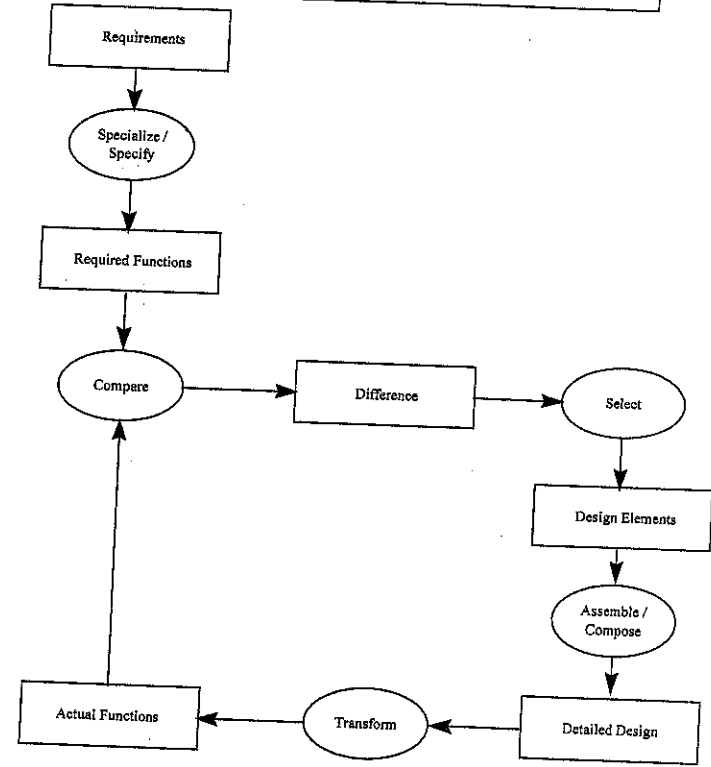 Requirements
Specialize /
Specify
Required Functions
Compare
Difference
Select
Design Elements
Assemble /
Compose
Detailed Design
Transform
Actual Functions